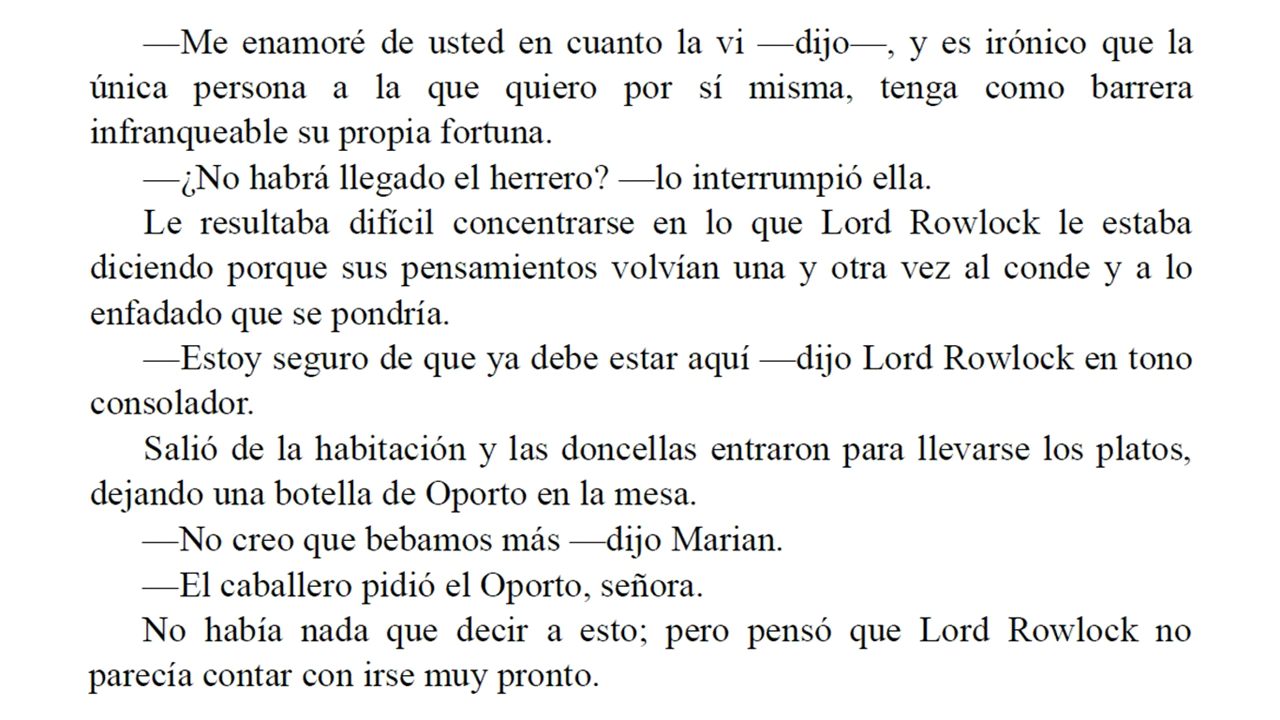 —Me enamoré de usted en cuanto la vi —dijo—, y es irónico que la
única persona a la que quiero por sí misma, tenga como barrera
infranqueable su propia fortuna.
—¿No habrá llegado el herrero? —lo interrumpió ella.
Le resultaba difícil concentrarse en lo que Lord Rowlock le estaba
diciendo porque sus pensamientos volvían una y otra vez al conde y a lo
enfadado que se pondría.
—Estoy seguro de que ya debe estar aquí —dijo Lord Rowlock en tono
consolador.
Salió de la habitación y las doncellas entraron para llevarse los platos,
dejando una botella de Oporto en la mesa.
—No creo que bebamos más —dijo Marian.
—El caballero pidió el Oporto, señora.
No había nada que decir a esto; pero pensó que Lord Rowlock no
parecía contar con irse muy pronto.